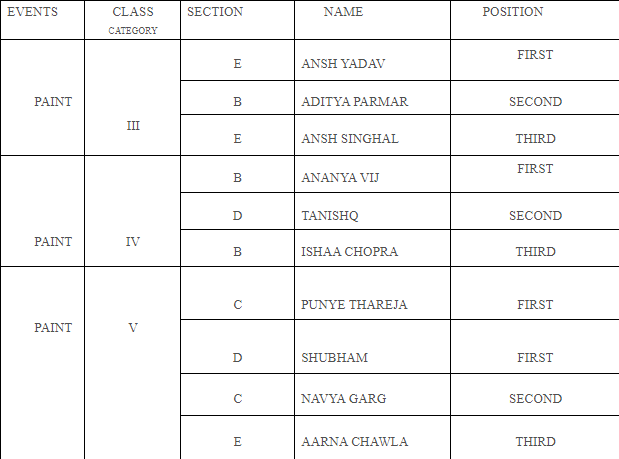 EVENTS CLASS SECTION NAME POSITION
CATEGORY
E ANSH YADAV FIRST
PAINT B ADITYA PARMAR SECOND
III
E ANSH SINGHAL THIRD
B ANANYA VIJ FIRST
D TANISHQ SECOND
PAINT IV B ISHAA CHOPRA THIRD
C PUNYE THAREJA FIRST
PAINT V
D SHUBHAM FIRST
C NAVYA GARG SECOND
E AARNA CHAWLA THIRD